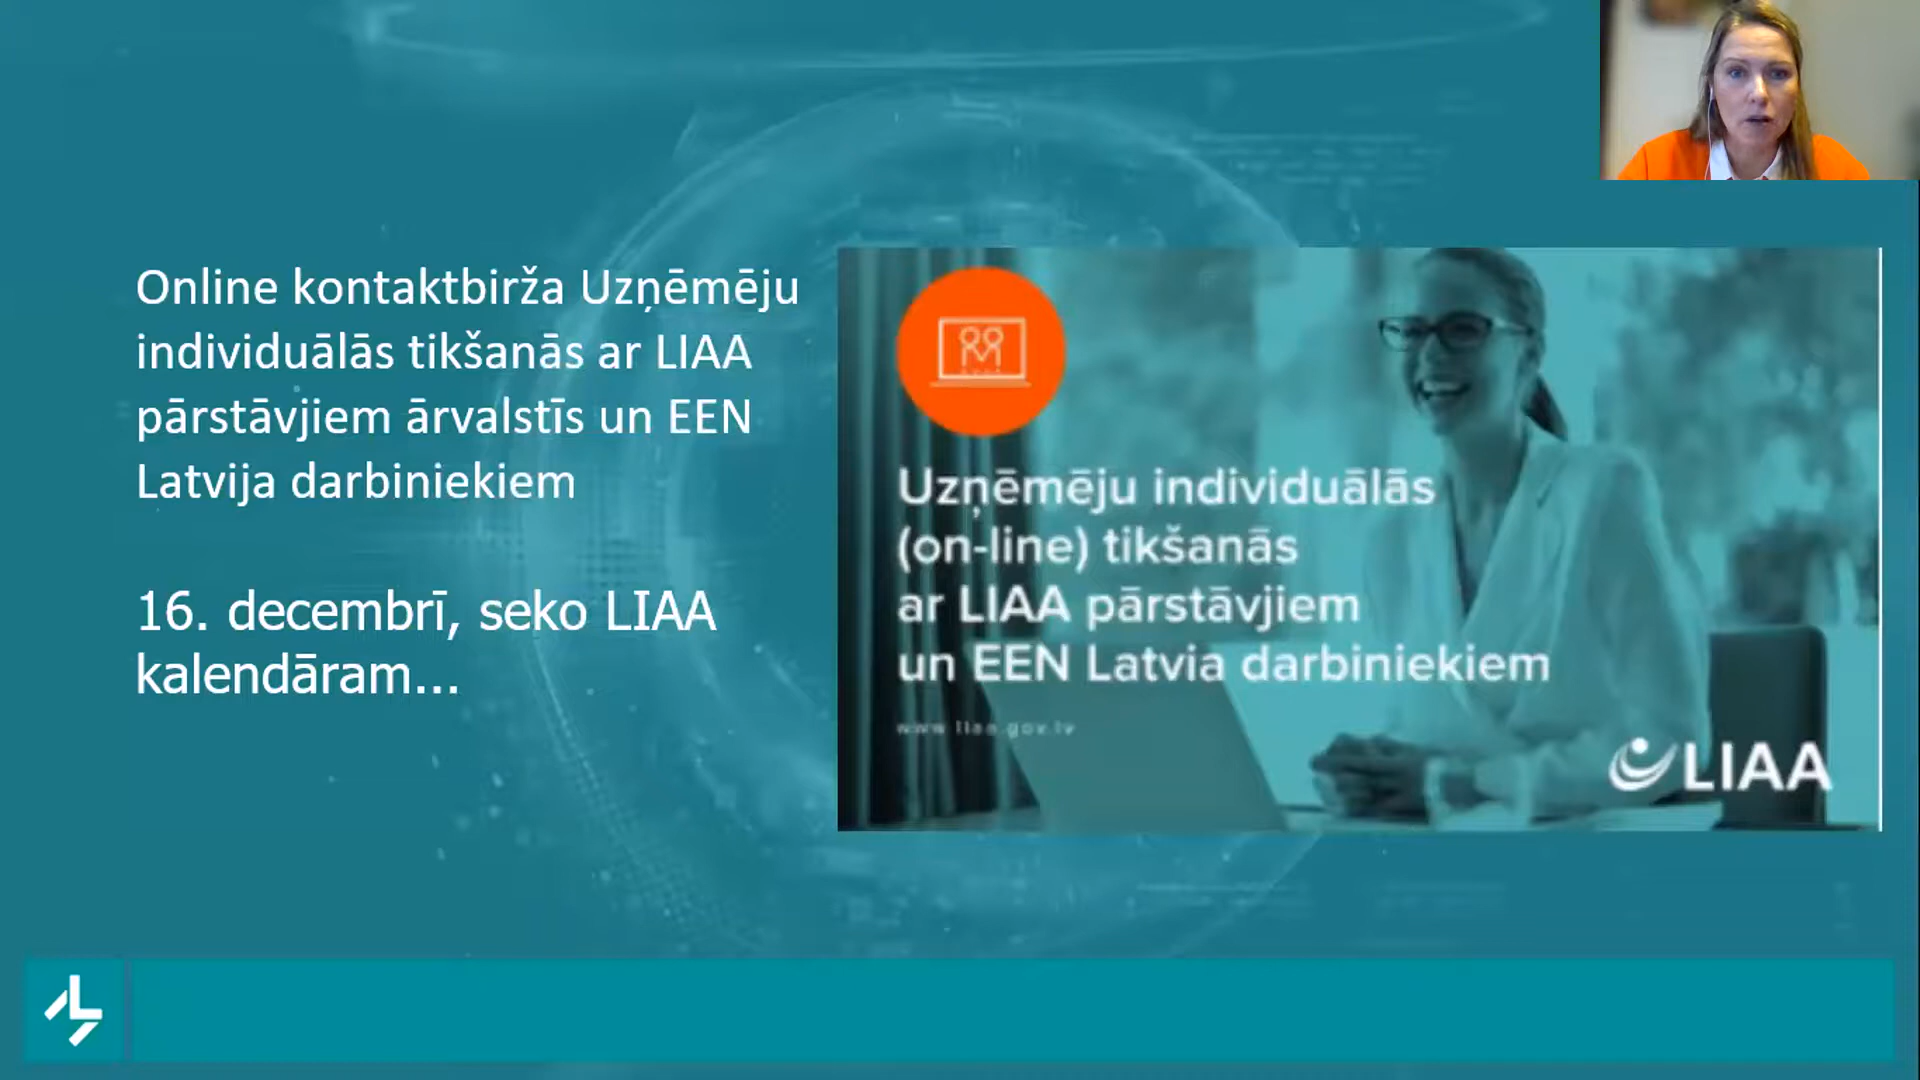 Online kontaktbirža Uzņēmēju
individuālās tikšanās ar LIAA
pārstāvjiem ārvalstīs un EEN
Latvija darbiniekiem
16. decembrī, seko LIAA
kalendāram...
Uzņēmēju individuālās
(on-line) tikšanās
ar LIAA pārstāvjiem
un EEN Latvia darbiniekiem
www.liaa.gov.lv
LIAA